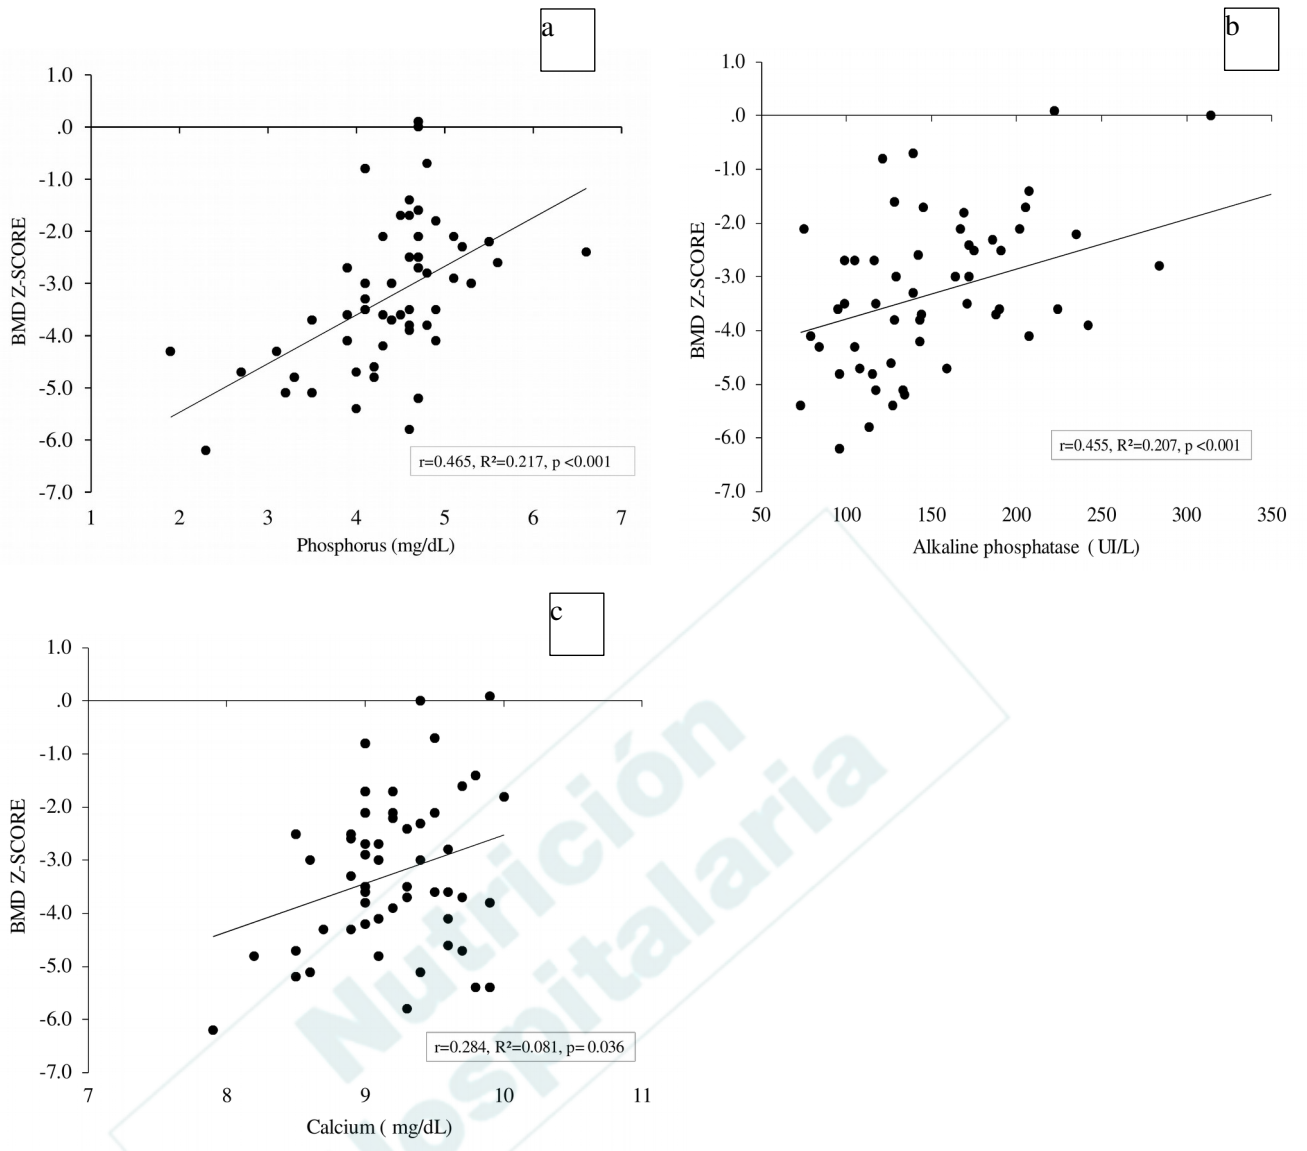 a
1.0
.0
-1.0
-2.0
-3.0
-4.0
-5.0
-6.0
-7.0
BMD Z-SCORE
1 2 3 4 5 6 7
Phosphorus (mg/dL)
r=0.465, R²=0.217, p <0.001
b
1.0
.0
-1.0
-2.0
-3.0
-4.0
-5.0
-6.0
-7.0
BMD Z-SCORE
50 100 150 200 250 300 350
Alkaline phosphatase ( UI/L)
r=0.455, R²=0.207, p <0.001
c
1.0
.0
-1.0
-2.0
-3.0
-4.0
-5.0
-6.0
-7.0
BMD Z-SCORE
7 8 9 10 11
Calcium ( mg/dL)
r=0.284, R²=0.081, p= 0.036
Nutrición
Hospitalaria